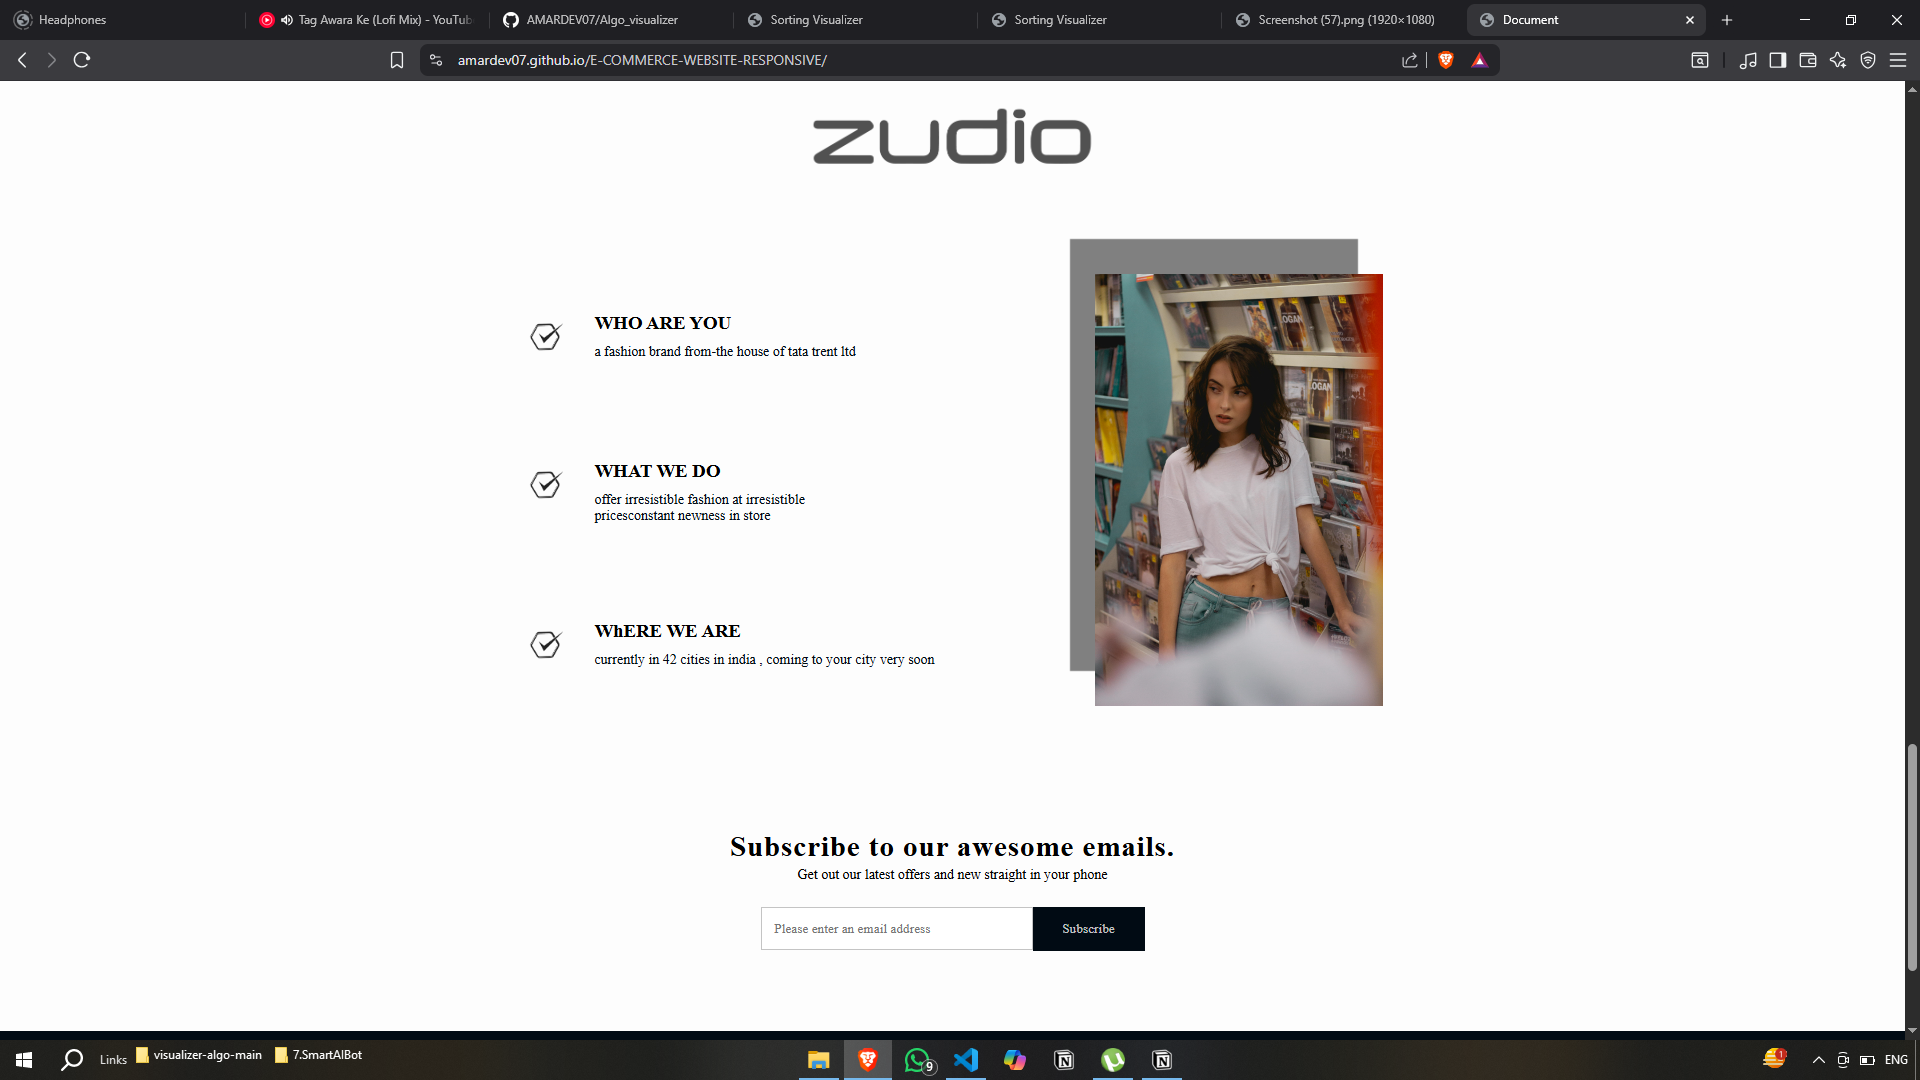 Headphones
Tag Awara Ke (Lofi Mix) - YouTub
AMARDEV07/Algo_visualizer
Sorting Visualizer
Sorting Visualizer
Screenshot (57).png (1920×1080)
Document
amardev07.github.io/E-COMMERCE-WEBSITE-RESPONSIVE/
zudio
WHO ARE YOU
a fashion brand from-the house of tata trent ltd
WHAT WE DO
offer irresistible fashion at irresistible
pricesconstant newness in store
WhERE WE ARE
currently in 42 cities in india , coming to your city very soon
LOGAN
Subscribe to our awesome emails.
Get out our latest offers and new straight in your phone
Please enter an email address
Subscribe
Links
visualizer-algo-main
7.SmartAIBot
9
1
ENG